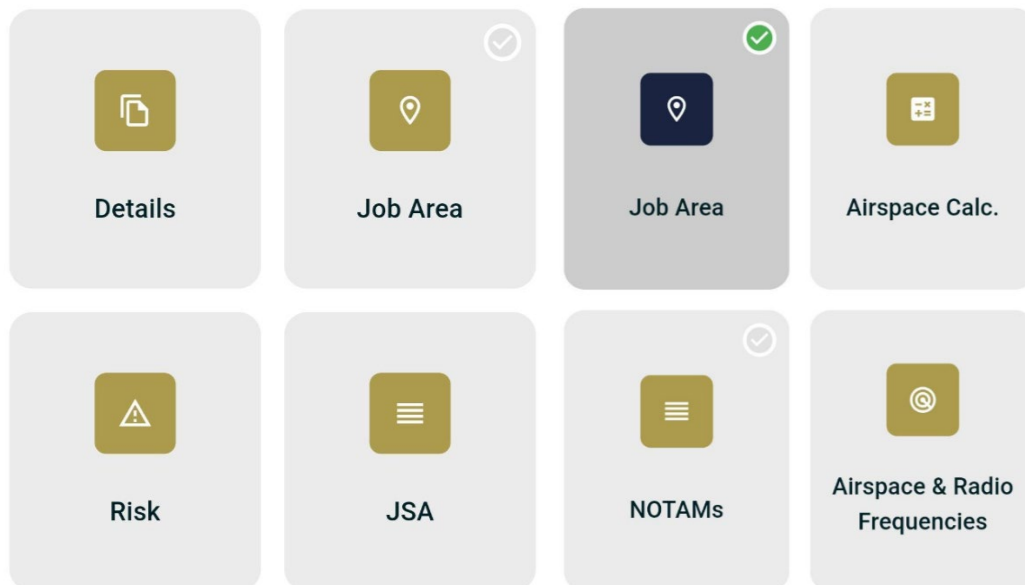 Details
Job Area
Job Area
Airspace Calc.
Risk
JSA
NOTAMs
Airspace & Radio
Frequencies